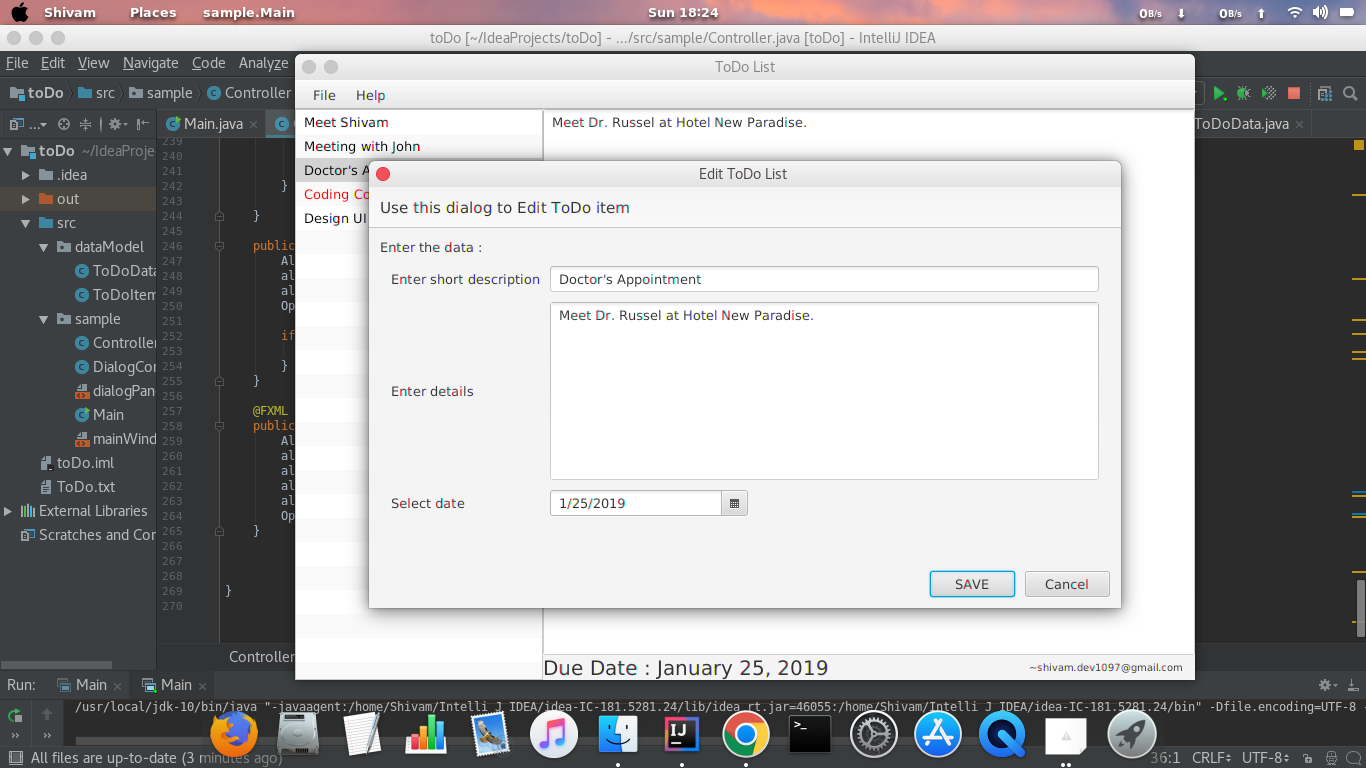 Shivam Places sample.Main Sun 18:24 0B/s 0B/s
toDo [~/IdeaProjects/toDo] - .../src/sample/Controller.java [toDo] - IntelliJ IDEA
File Edit View Navigate Code Analyze
ToDo List
toDo src sample Controller
File Help
Main.java
ToDoData.java
Meet Shivam
Meeting with John
Doctor's A
Coding Co
Design UI
Meet Dr. Russel at Hotel New Paradise.
toDo ~/IdeaProje
.idea
out
src
dataModel
ToDoData
ToDoItem
sample
Controller
DialogCon
dialogPan
Main
mainWind
toDo.iml
ToDo.txt
External Libraries
Scratches and Con
239
240
241
242 }
243
244 }
245
246 public
247 Al
248 al
249 al
250 Op
251
252 if
253
254 }
255 }
256
257 @FXML
258 public
259 Al
260 al
261 al
262 al
263 al
264 Op
265 }
266
267
268
269 }
270
Edit ToDo List
Use this dialog to Edit ToDo item
Enter the data :
Enter short description Doctor's Appointment
Meet Dr. Russel at Hotel New Paradise.
Enter details
Select date 1/25/2019
SAVE Cancel
Controller
Due Date : January 25, 2019 ~shivam.dev1097@gmail.com
Run: Main Main
/usr/local/jdk-10/bin/java "-javaagent:/home/Shivam/Intelli J IDEA/idea-IC-181.5281.24/lib/idea_rt.jar=46055:/home/Shivam/Intelli J IDEA/idea-IC-181.5281.24/bin" -Dfile.encoding=UTF-8
IJ
All files are up-to-date (3 minutes ago) 36:1 CRLF UTF-8